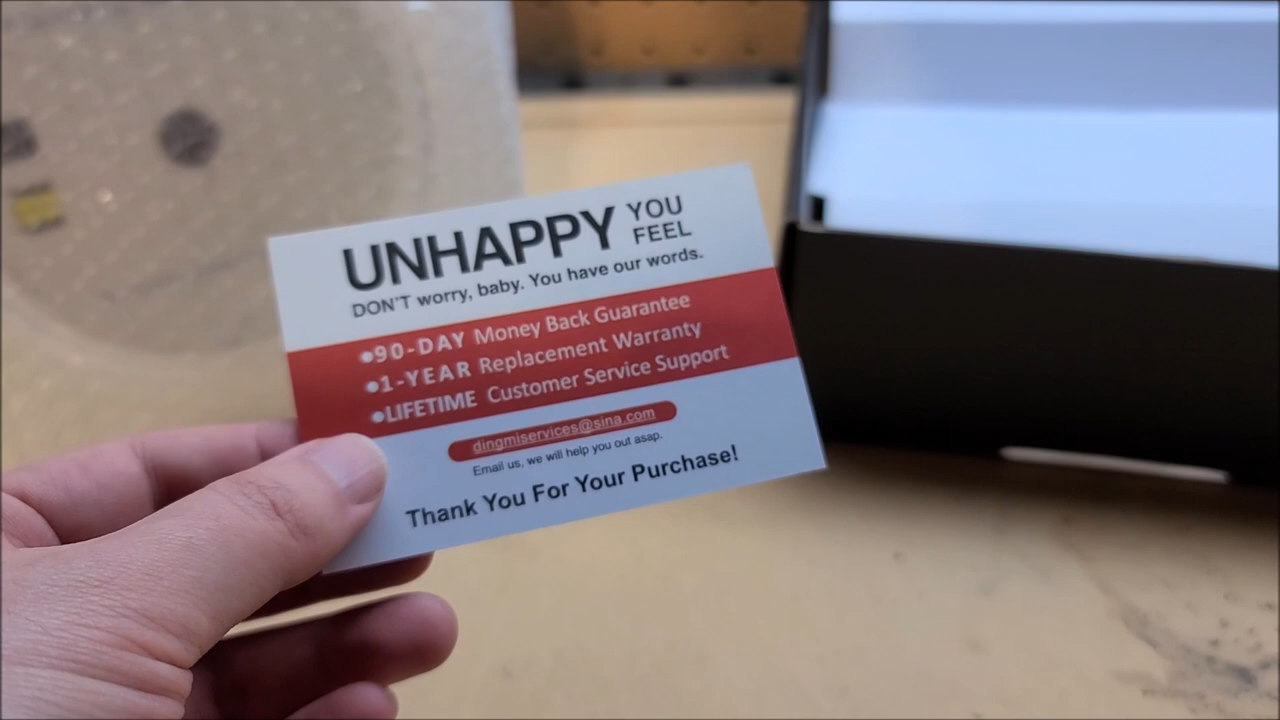 UNHAPPY YOU FEEL
DON'T worry, baby. You have our words.
●90-DAY Money Back Guarantee
●1-YEAR Replacement Warranty
●LIFETIME Customer Service Support
dingmiservices@sina.com
Email us, we will help you out asap.
Thank You For Your Purchase!